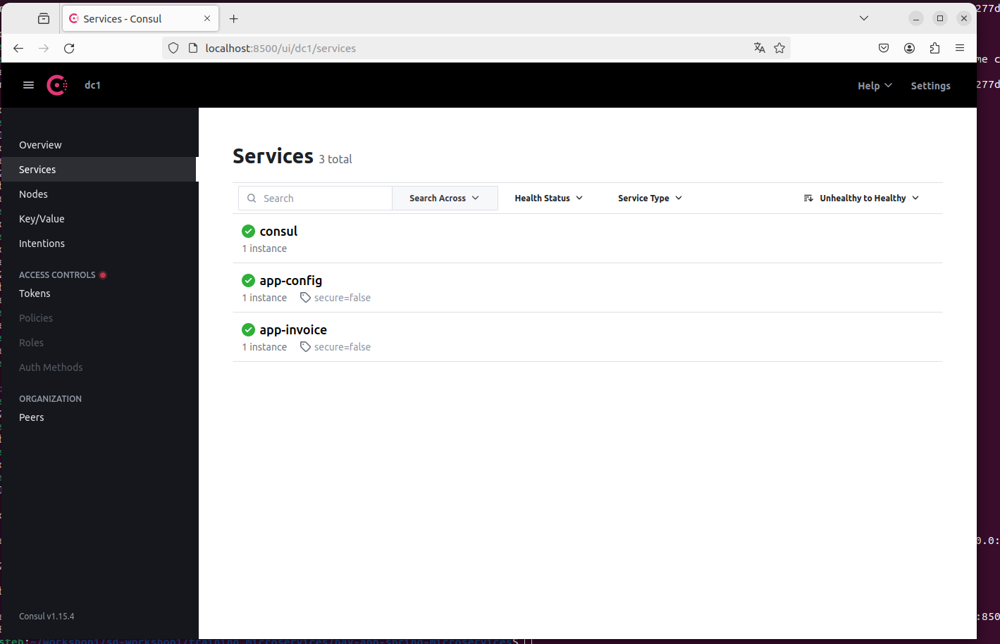 Services - Consul
localhost:8500/ui/dc1/services
dc1
Help
Settings
Overview
Services
Nodes
Key/Value
Intentions
ACCESS CONTROLS
Tokens
Policies
Roles
Auth Methods
ORGANIZATION
Peers
Consul v1.15.4
Services 3 total
Search
Search Across
Health Status
Service Type
Unhealthy to Healthy
consul
1 instance
app-config
1 instance
secure=false
app-invoice
1 instance
secure=false
277d
me c
277d
0.0:
:850